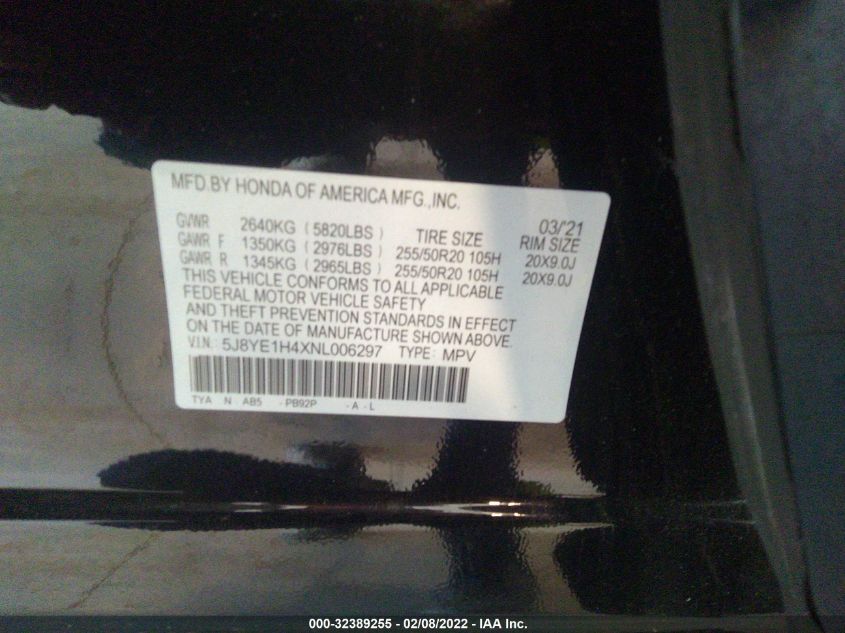 MFD.BY HONDA OF AMERICA MFG.,INC.
03/'21
GVWR 2640KG (5820LBS) TIRE SIZE RIM SIZE
GAWR F 1350KG (2976LBS) 255/50R20 105H 20X9.0J
GAWR R 1345KG (2965LBS) 255/50R20 105H 20X9.0J
THIS VEHICLE CONFORMS TO ALL APPLICABLE
FEDERAL MOTOR VEHICLE SAFETY
AND THEFT PREVENTION STANDARDS IN EFFECT
ON THE DATE OF MANUFACTURE SHOWN ABOVE.
V.I.N.: 5J8YE1H4XNL006297 TYPE: MPV
TYA N AB5 -PB92P -A-L
000-32389255 - 02/08/2022 - IAA Inc.